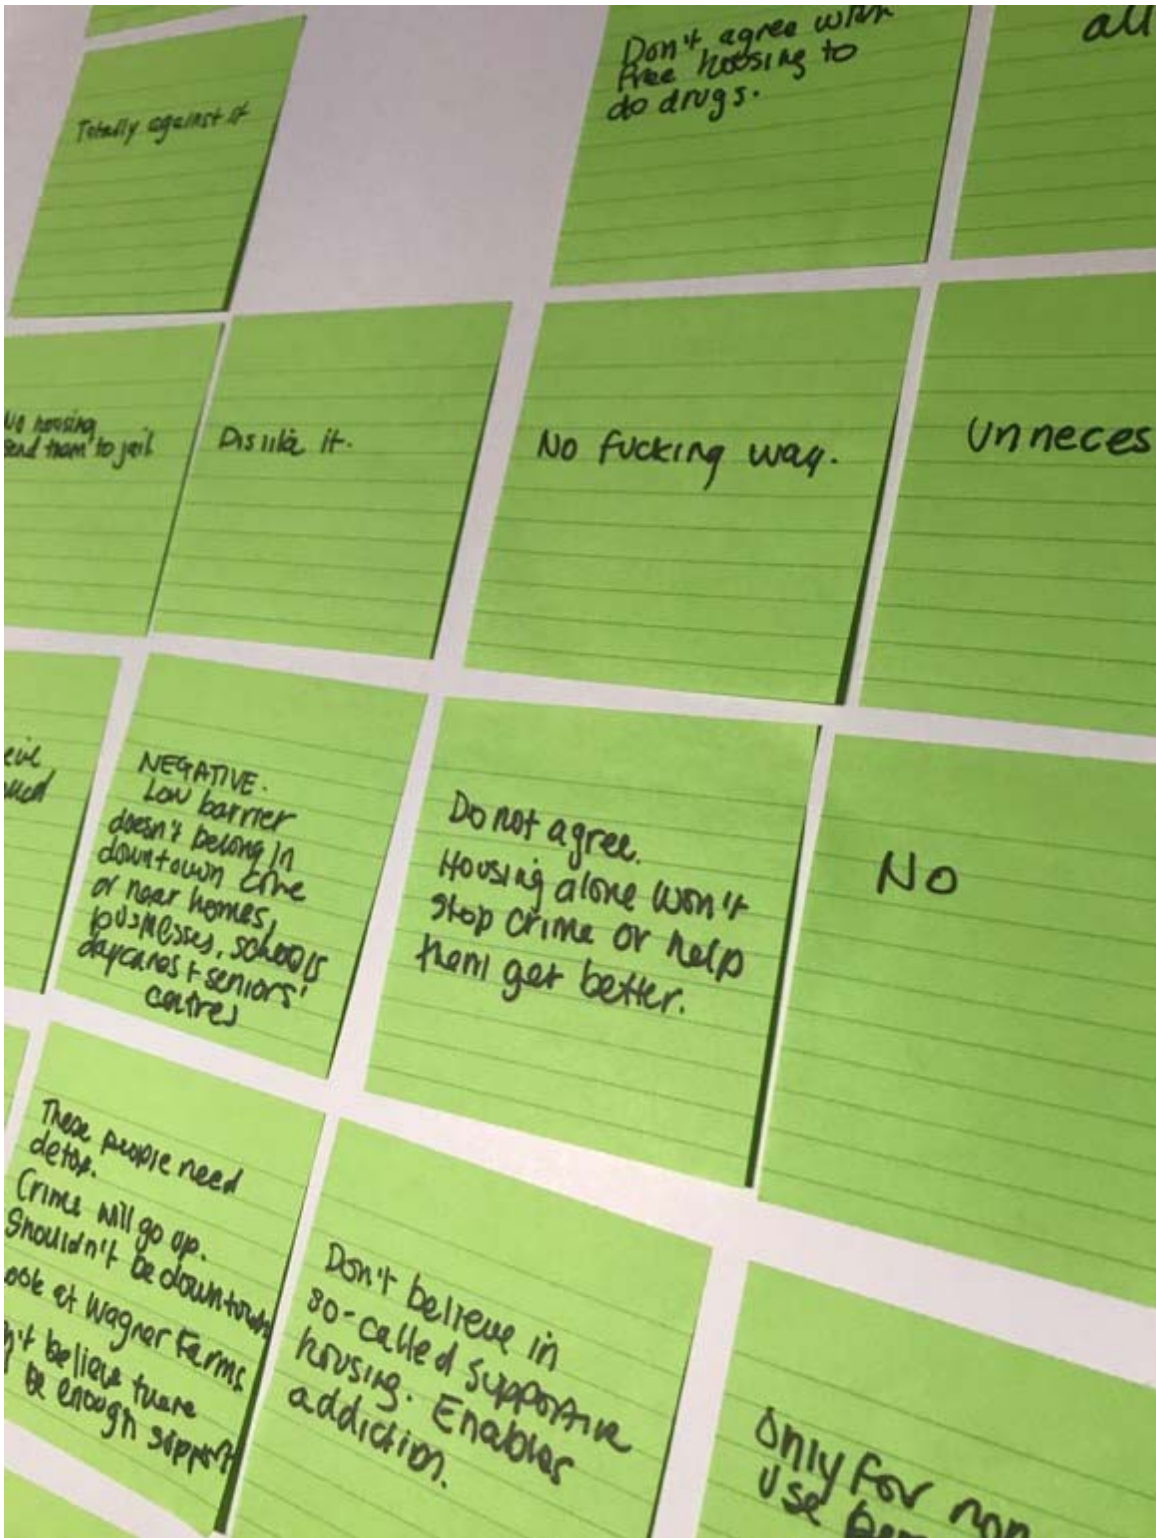 Totally against it
Don't agree with
free housing to
do drugs.
all
No housing
send them to jail
Dislike it.
No fucking way.
Unneces
NEGATIVE.
Low barrier
doesn't belong in
downtown core
or near homes,
businesses, schools
daycares + seniors'
centres
Do not agree.
Housing alone won't
stop crime or help
them get better.
No
These people need
detox.
Crime will go up.
Shouldn't be downtown
ook at Wagner Farms
n't believe there
be enough support
Don't believe in
so-called supportive
housing. Enables
addiction.
Only for non
use